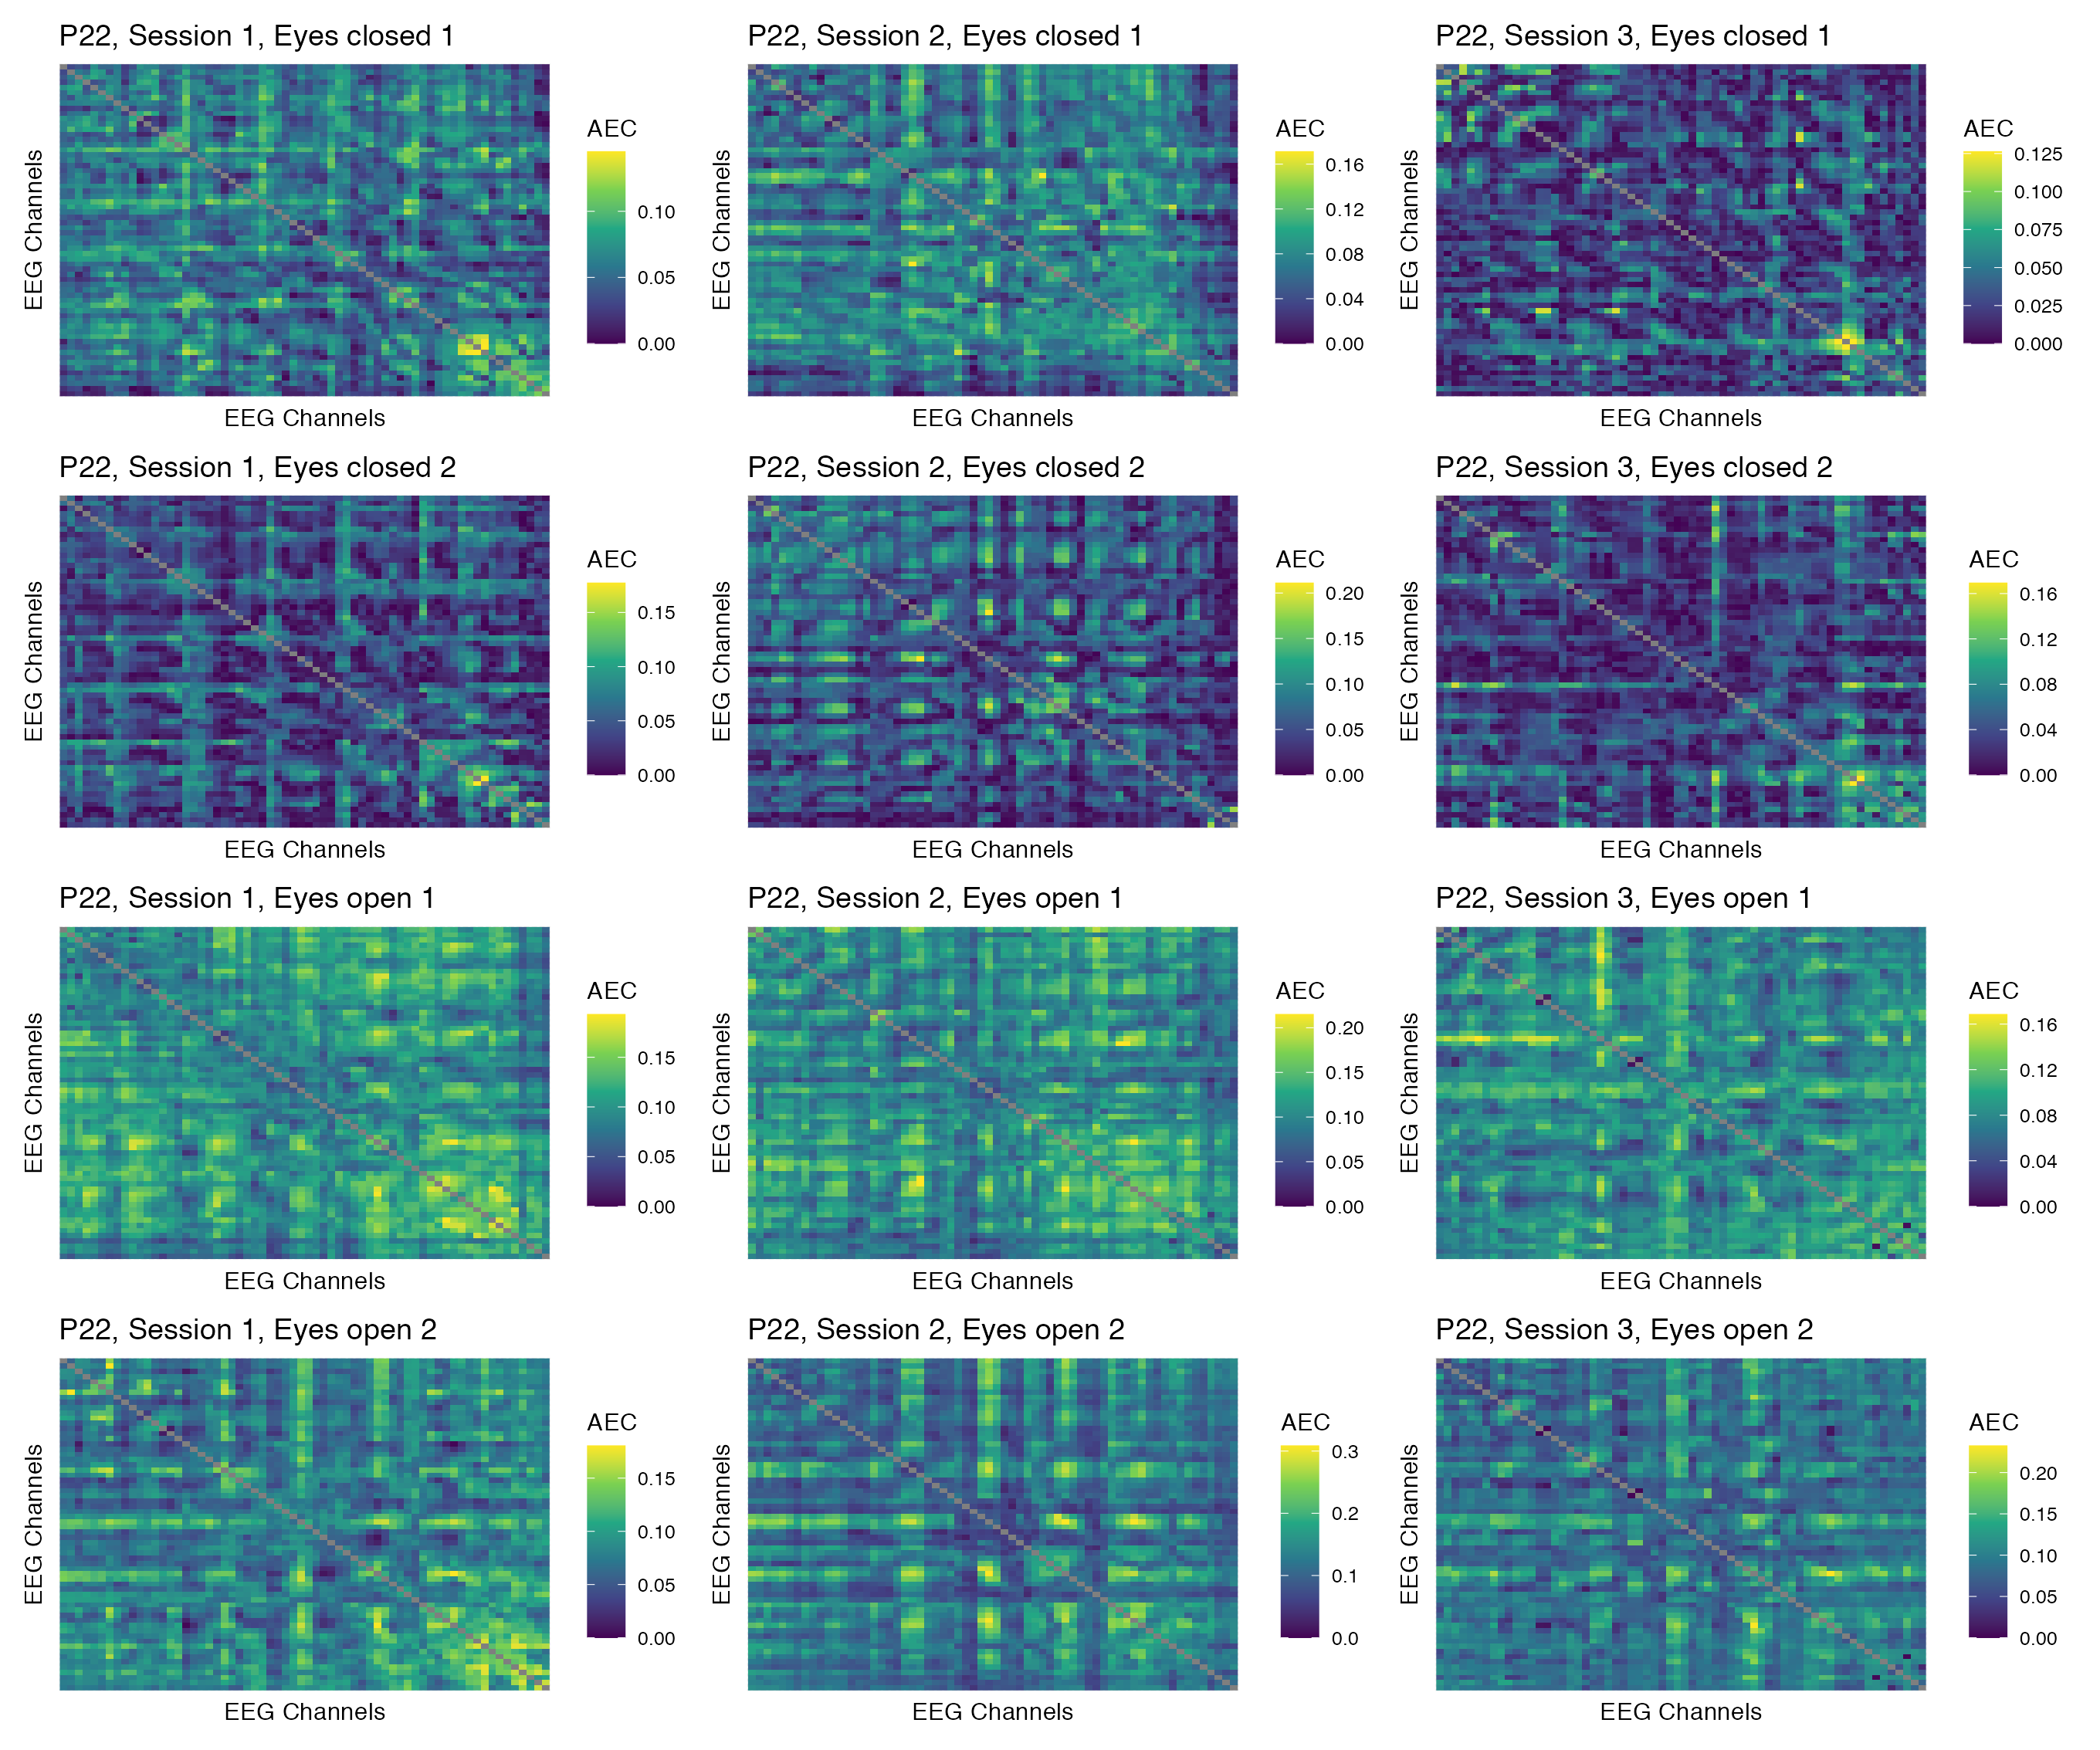 P22, Session 1, Eyes closed 1
EEG Channels
EEG Channels
AEC
0.10
0.05
0.00
P22, Session 2, Eyes closed 1
EEG Channels
EEG Channels
AEC
0.16
0.12
0.08
0.04
0.00
P22, Session 3, Eyes closed 1
EEG Channels
EEG Channels
AEC
0.125
0.100
0.075
0.050
0.025
0.000
P22, Session 1, Eyes closed 2
EEG Channels
EEG Channels
AEC
0.15
0.10
0.05
0.00
P22, Session 2, Eyes closed 2
EEG Channels
EEG Channels
AEC
0.20
0.15
0.10
0.05
0.00
P22, Session 3, Eyes closed 2
EEG Channels
EEG Channels
AEC
0.16
0.12
0.08
0.04
0.00
P22, Session 1, Eyes open 1
EEG Channels
EEG Channels
AEC
0.15
0.10
0.05
0.00
P22, Session 2, Eyes open 1
EEG Channels
EEG Channels
AEC
0.20
0.15
0.10
0.05
0.00
P22, Session 3, Eyes open 1
EEG Channels
EEG Channels
AEC
0.16
0.12
0.08
0.04
0.00
P22, Session 1, Eyes open 2
EEG Channels
EEG Channels
AEC
0.15
0.10
0.05
0.00
P22, Session 2, Eyes open 2
EEG Channels
EEG Channels
AEC
0.3
0.2
0.1
0.0
P22, Session 3, Eyes open 2
EEG Channels
EEG Channels
AEC
0.20
0.15
0.10
0.05
0.00